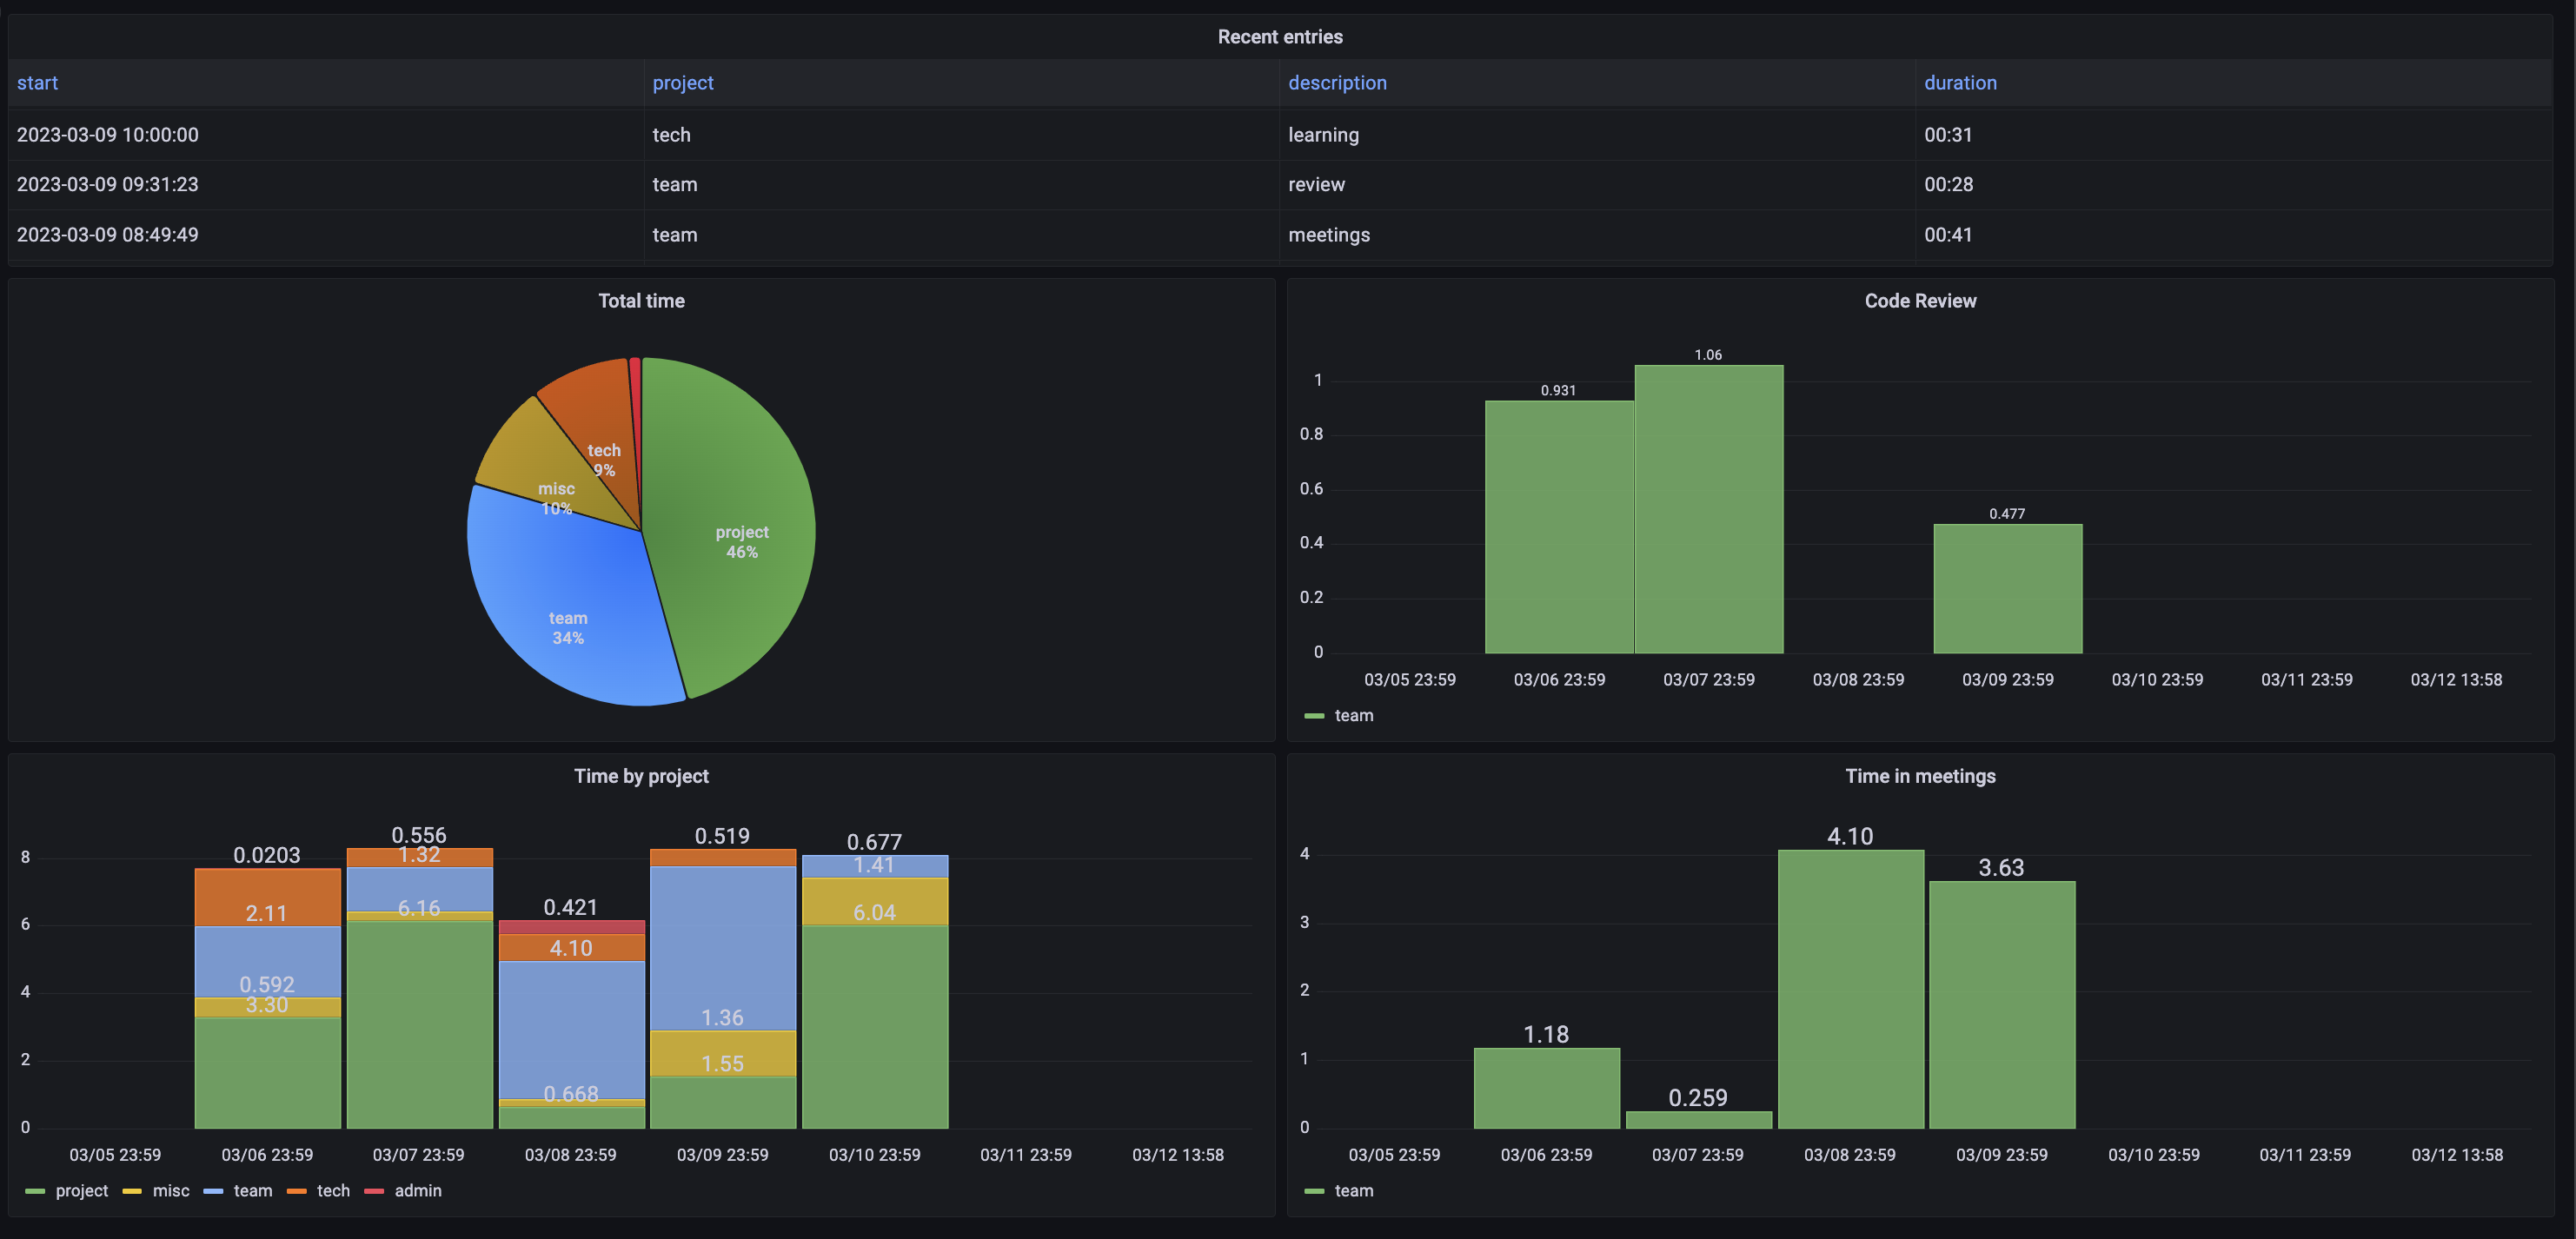 Recent entries
start project description duration
2023-03-09 10:00:00 tech learning 00:31
2023-03-09 09:31:23 team review 00:28
2023-03-09 08:49:49 team meetings 00:41
Total time
tech
9%
misc
10%
project
46%
team
34%
Code Review
1.06
0.931
0.477
1
0.8
0.6
0.4
0.2
0
03/05 23:59 03/06 23:59 03/07 23:59 03/08 23:59 03/09 23:59 03/10 23:59 03/11 23:59 03/12 13:58
team
Time by project
0.0203 0.556 0.421 0.519 0.677
2.11 1.32 4.10 1.36 1.41
0.592 6.16 0.668 1.55 6.04
3.30
8
6
4
2
0
03/05 23:59 03/06 23:59 03/07 23:59 03/08 23:59 03/09 23:59 03/10 23:59 03/11 23:59 03/12 13:58
project misc team tech admin
Time in meetings
4.10
3.63
1.18
0.259
4
3
2
1
0
03/05 23:59 03/06 23:59 03/07 23:59 03/08 23:59 03/09 23:59 03/10 23:59 03/11 23:59 03/12 13:58
team